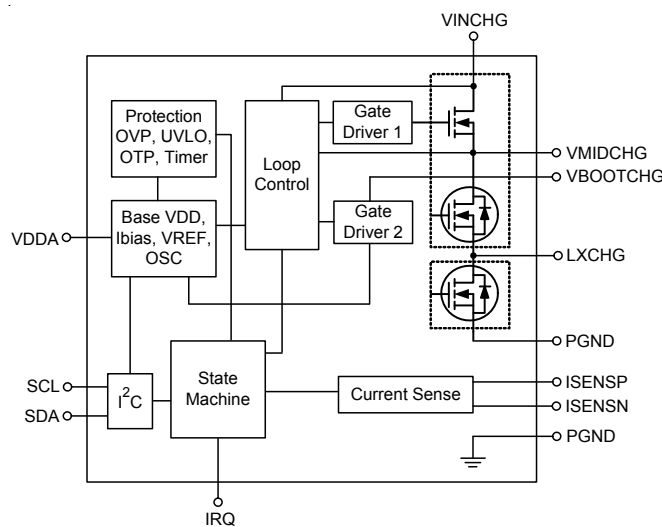 VINCHG
Protection
OVP, UVLO,
OTP, Timer
Loop
Control
Gate
Driver 1
VMIDCHG
VBOOTCHG
VDDA
Base VDD,
Ibias, VREF,
OSC
Gate
Driver 2
LXCHG
PGND
SCL
SDA
I²C
State
Machine
Current Sense
ISENSP
ISENSN
PGND
IRQ